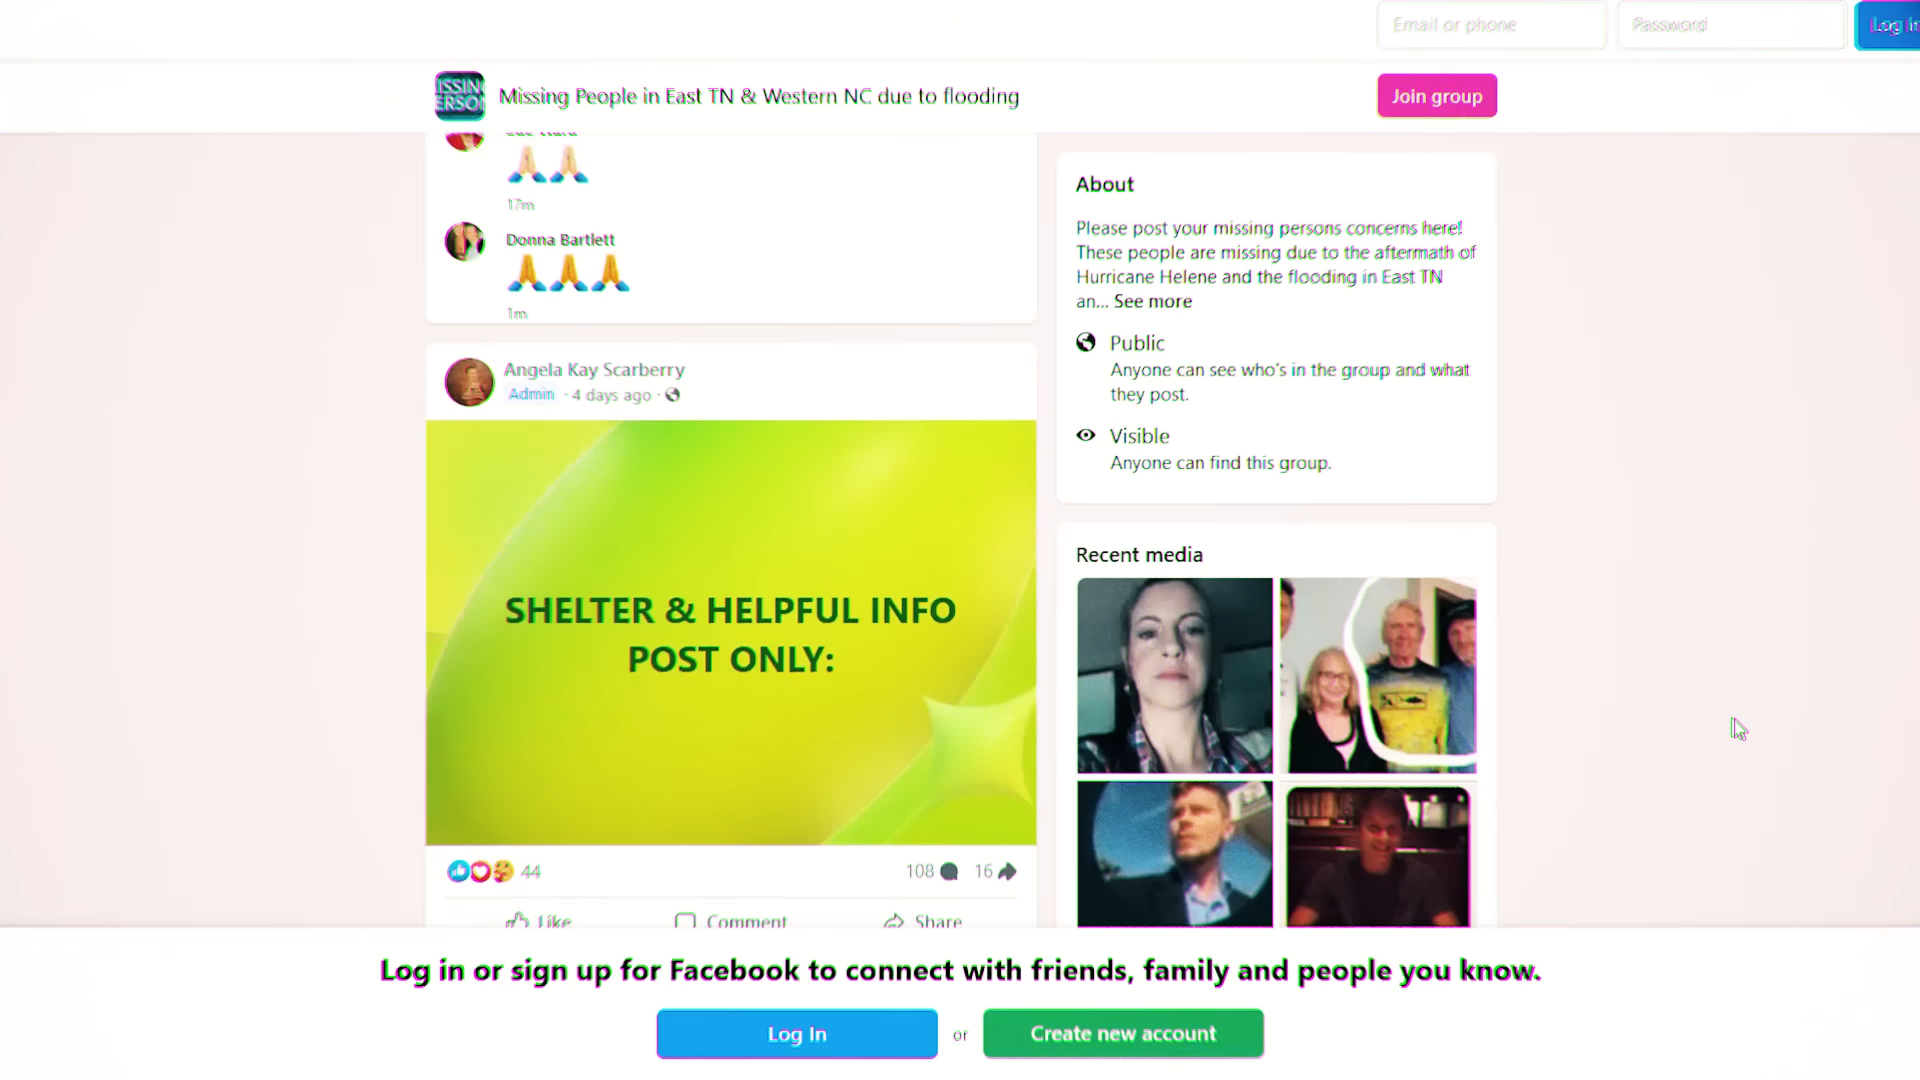 Email or phone
Password
Log In
ISSIN
ERSO
Missing People in East TN & Western NC due to flooding
Join group
17m
Donna Bartlett
1m
Angela Kay Scarberry
Admin · 4 days ago ·
SHELTER & HELPFUL INFO
POST ONLY:
44
108
16
Like
Comment
Share
About
Please post your missing persons concerns here!
These people are missing due to the aftermath of
Hurricane Helene and the flooding in East TN
an... See more
Public
Anyone can see who's in the group and what
they post.
Visible
Anyone can find this group.
Recent media
Log in or sign up for Facebook to connect with friends, family and people you know.
Log In
or
Create new account